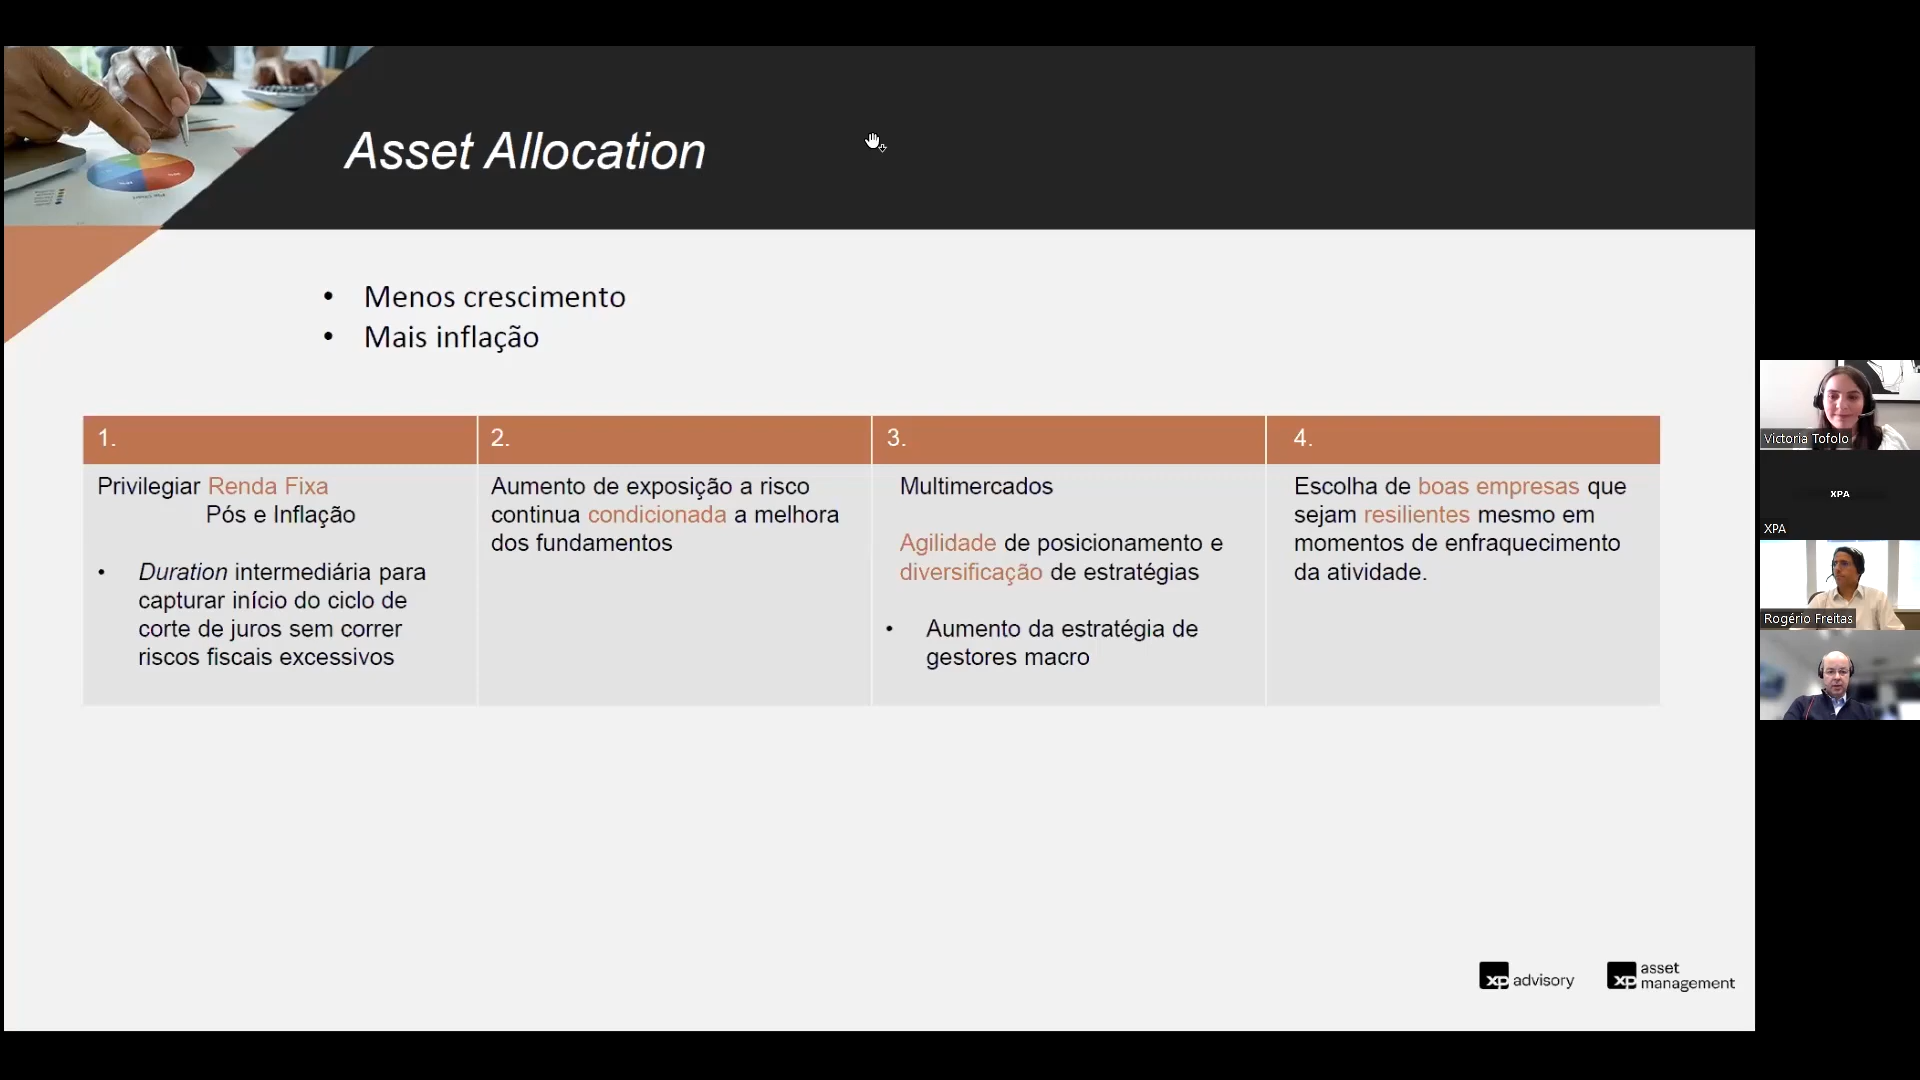 Asset Allocation
• Menos crescimento
• Mais inflação
1.
Privilegiar Renda Fixa
Pós e Inflação
• Duration intermediária para
capturar início do ciclo de
corte de juros sem correr
riscos fiscais excessivos
2.
Aumento de exposição a risco
continua condicionada a melhora
dos fundamentos
3.
Multimercados
Agilidade de posicionamento e
diversificação de estratégias
• Aumento da estratégia de
gestores macro
4.
Escolha de boas empresas que
sejam resilientes mesmo em
momentos de enfraquecimento
da atividade.
xp advisory
xp asset
management
Victoria Tofolo
XPA
XPA
Rogério Freitas